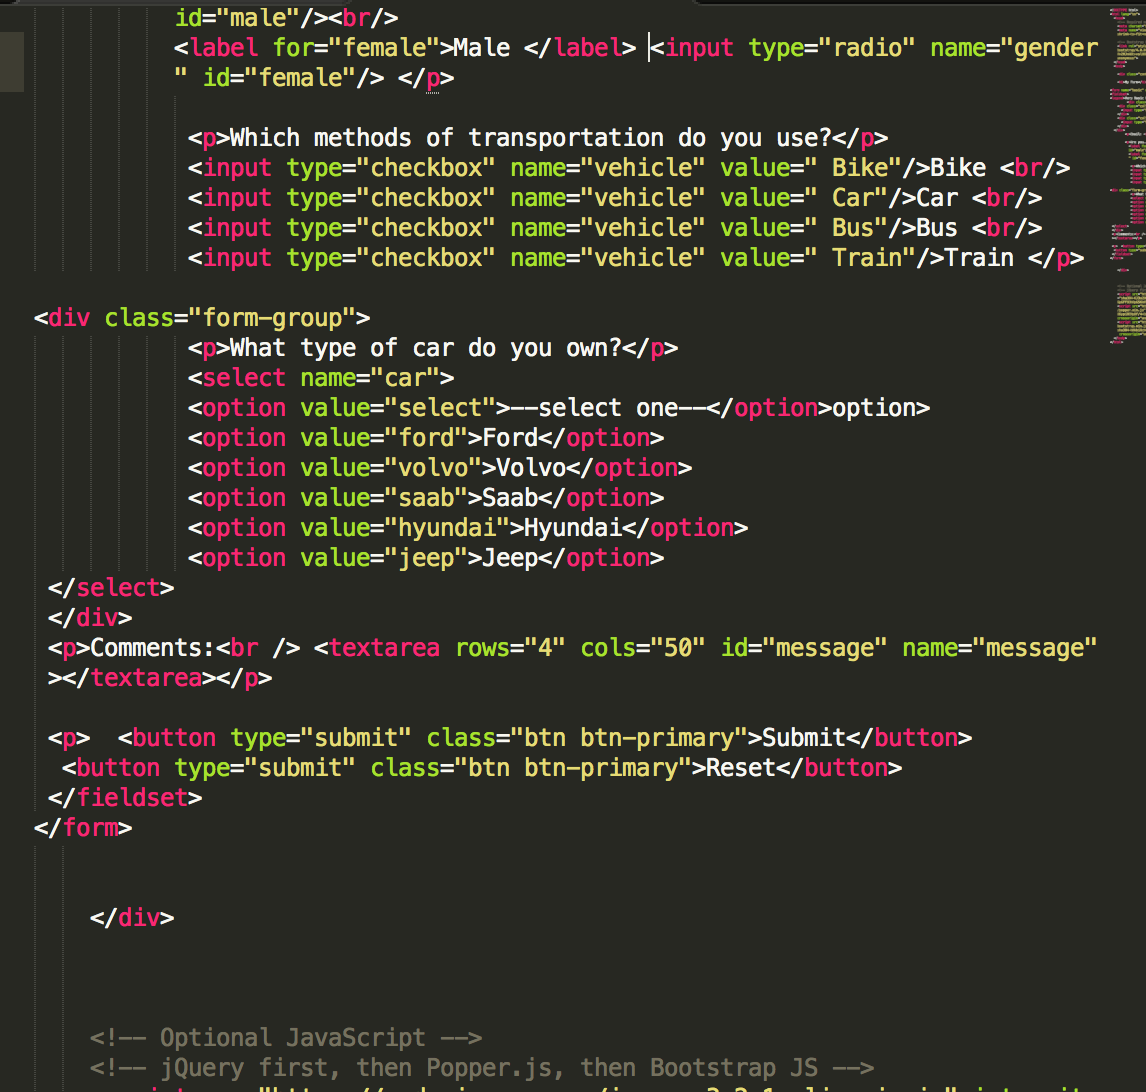 id="male"/><br/>
<label for="female">Male </label> <input type="radio" name="gender
" id="female"/> </p>
<p>Which methods of transportation do you use?</p>
<input type="checkbox" name="vehicle" value=" Bike"/>Bike <br/>
<input type="checkbox" name="vehicle" value=" Car"/>Car <br/>
<input type="checkbox" name="vehicle" value=" Bus"/>Bus <br/>
<input type="checkbox" name="vehicle" value=" Train"/>Train </p>
<div class="form-group">
<p>What type of car do you own?</p>
<select name="car">
<option value="select">--select one--</option>option>
<option value="ford">Ford</option>
<option value="volvo">Volvo</option>
<option value="saab">Saab</option>
<option value="hyundai">Hyundai</option>
<option value="jeep">Jeep</option>
</select>
</div>
<p>Comments:<br /> <textarea rows="4" cols="50" id="message" name="message"
></textarea></p>
<p>  <button type="submit" class="btn btn-primary">Submit</button>
<button type="submit" class="btn btn-primary">Reset</button>
</fieldset>
</form>
</div>
<!-- Optional JavaScript -->
<!-- jQuery first, then Popper.js, then Bootstrap JS -->